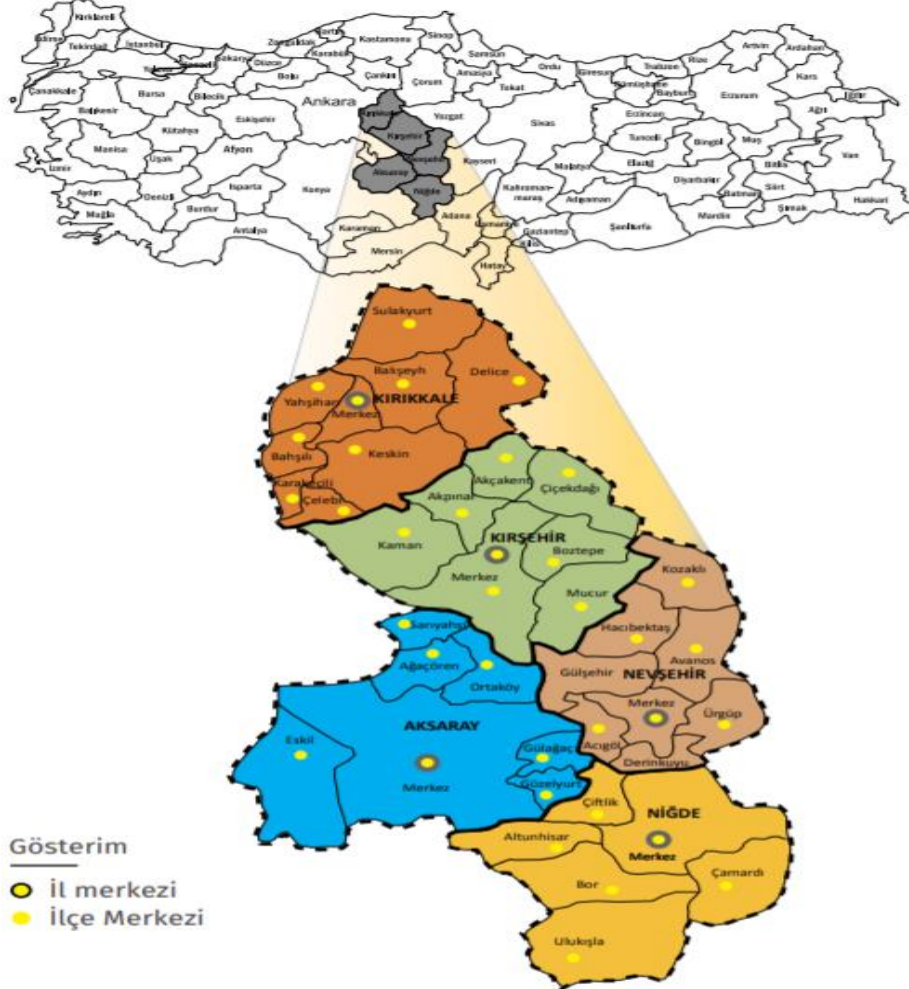 Kırklareli
Edirne
Tekirdağ
İstanbul
Zonguldak
Karabük
Kastamonu
Sinop
Samsun
Düzce
Bolu
Çankırı
Çorum
Amasya
Ordu
Giresun
Trabzon
Rize
Artvin
Ardahan
Kars
Iğdır
Çanakkale
Bursa
Bilecik
Ankara
Tokat
Bayburt
Erzurum
Erzincan
Ağrı
Balıkesir
Eskişehir
Kütahya
Yozgat
Sivas
Kırşehir
Tunceli
Bingöl
Muş
Van
Manisa
Uşak
Afyon
Kayseri
Malatya
Elazığ
Bitlis
İzmir
Aksaray
Niğde
Kahraman-
maraş
Adıyaman
Diyarbakır
Batman
Siirt
Aydın
Denizli
Isparta
Burdur
Konya
Hakkari
Şırnak
Mardin
Muğla
Antalya
Karaman
Mersin
Adana
Gaziantep
Kilis
Şanlıurfa
Hatay
Sulakyurt
Balışeyh
Delice
Yahşihan
KIRIKKALE
Merkez
Bahşılı
Keskin
Karakeçili
Çelebi
Akçakent
Çiçekdağı
Akpınar
Kaman
KIRŞEHİR
Boztepe
Merkez
Mucur
Kozaklı
Hacıbektaş
Avanos
Gülşehir
NEVŞEHİR
Merkez
Ürgüp
Acıgöl
Derinkuyu
Sarıyahşi
Ağaçören
Ortaköy
AKSARAY
Eskil
Gülağaç
Merkez
Güzelyurt
Çiftlik
NİĞDE
Altunhisar
Merkez
Bor
Çamardı
Ulukışla
Gösterim
İl merkezi
İlçe Merkezi